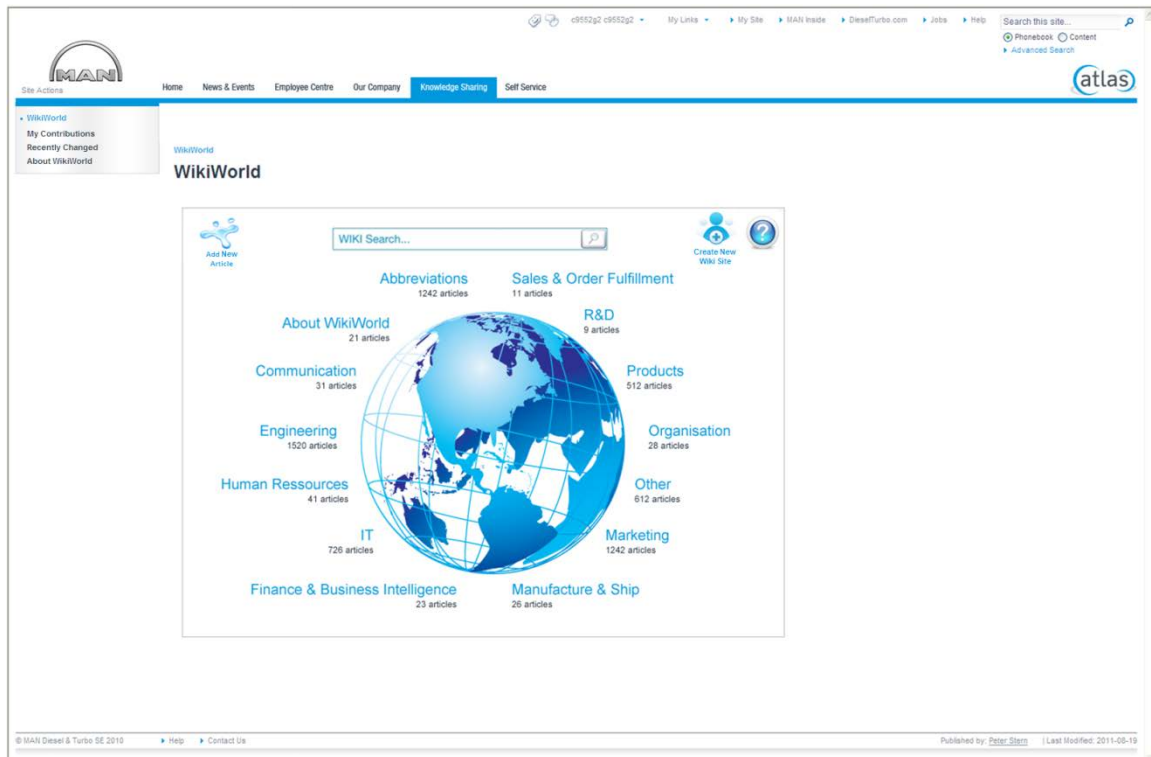 c9552g2 c9552g2 My Links My Site MAN Inside DieselTurbo.com Jobs Help Search this site...
Phonebook Content
Advanced Search
MAN
Site Actions Home News & Events Employee Centre Our Company Knowledge Sharing Self Service atlas
WikiWorld
My Contributions
Recently Changed
About WikiWorld
WikiWorld
WikiWorld
WIKI Search...
Add New
Article
Create New
Wiki Site
?
Abbreviations Sales & Order Fulfillment
1242 articles 11 articles
About WikiWorld R&D
21 articles 9 articles
Communication Products
31 articles 512 articles
Engineering Organisation
1520 articles 28 articles
Human Ressources Other
41 articles 612 articles
IT Marketing
726 articles 1242 articles
Finance & Business Intelligence Manufacture & Ship
23 articles 26 articles
© MAN Diesel & Turbo SE 2010 Help Contact Us Published by: Peter Stern | Last Modified: 2011-08-19